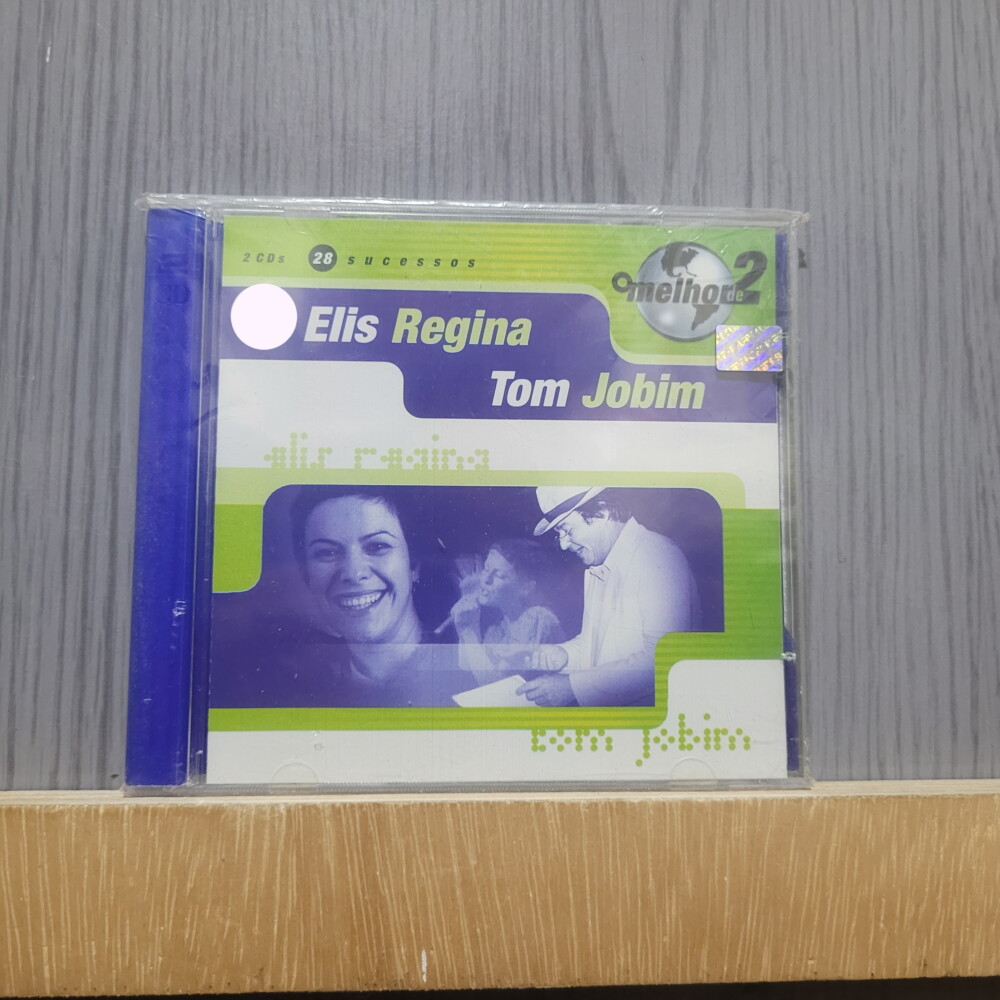 2 CDs 28 sucessos
o melhor de 2
Elis Regina
Tom Jobim
elis regina
tom jobim